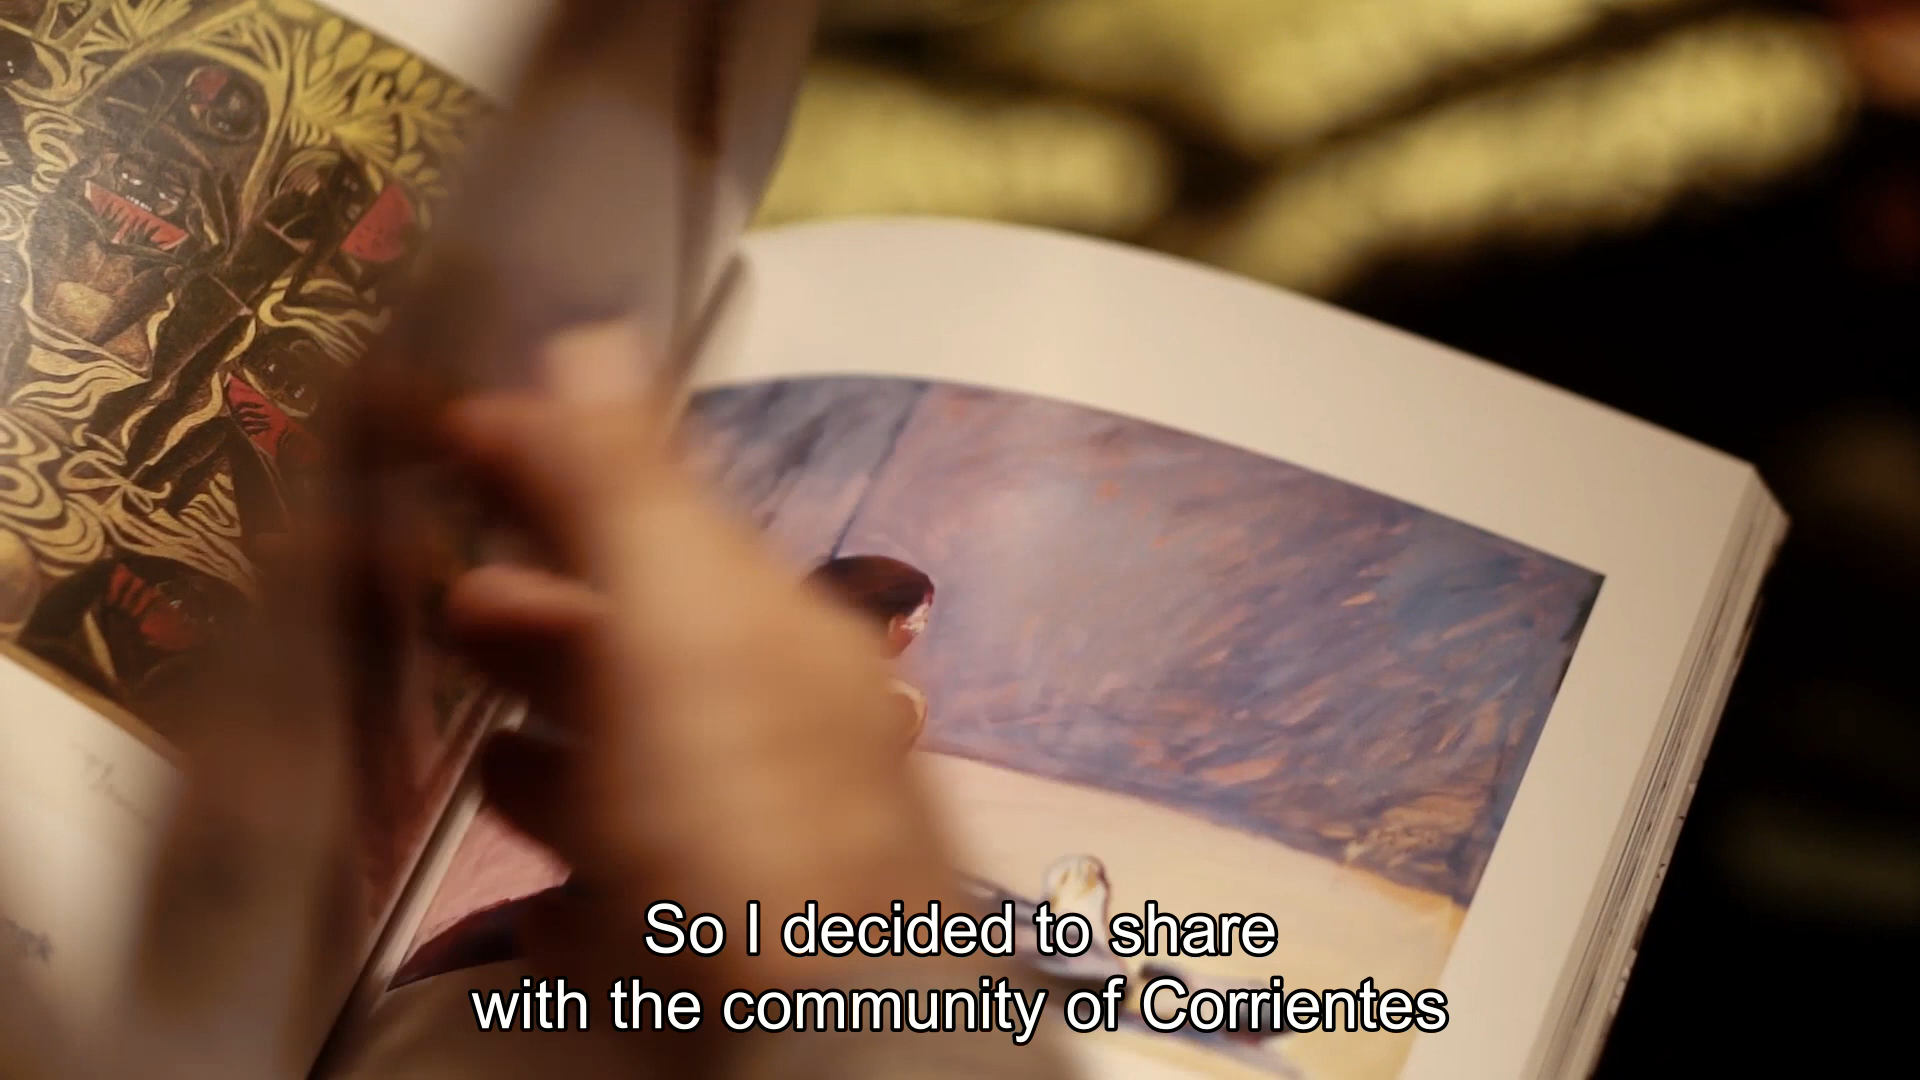 So I decided to share
with the community of Corrientes